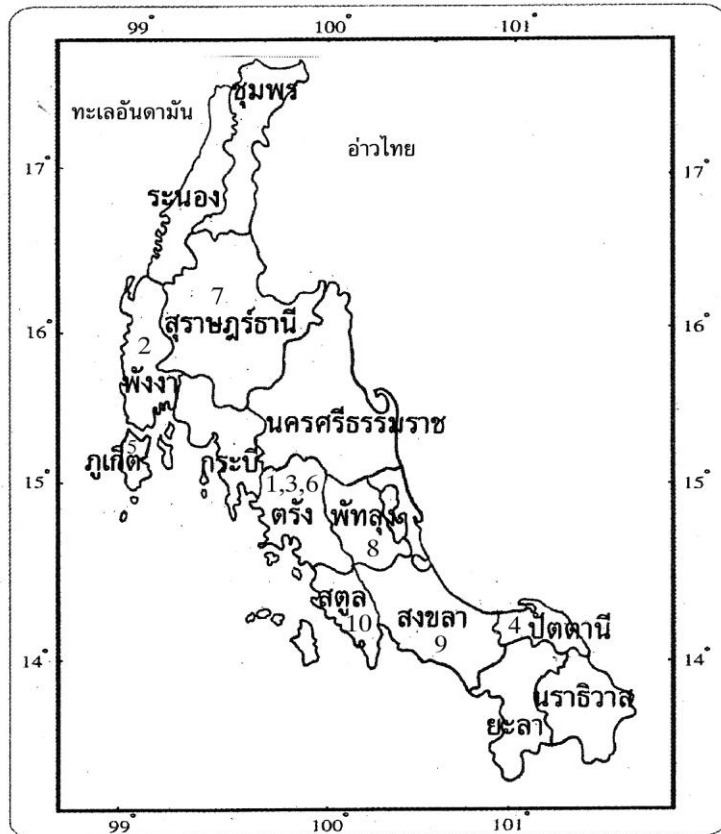 99° 100° 101°
ชุมพร
ทะเลอันดามัน
อ่าวไทย
17° 17°
ระนอง
7
16° สุราษฎร์ธานี 16°
2
พังงา
นครศรีธรรมราช
5
ภูเก็ต กระบี่
15° 1,3,6 15°
ตรัง พัทลุง
8
สตูล สงขลา 4 ปัตตานี
10 9
14° 14°
นราธิวาส
ยะลา
99° 100° 101°